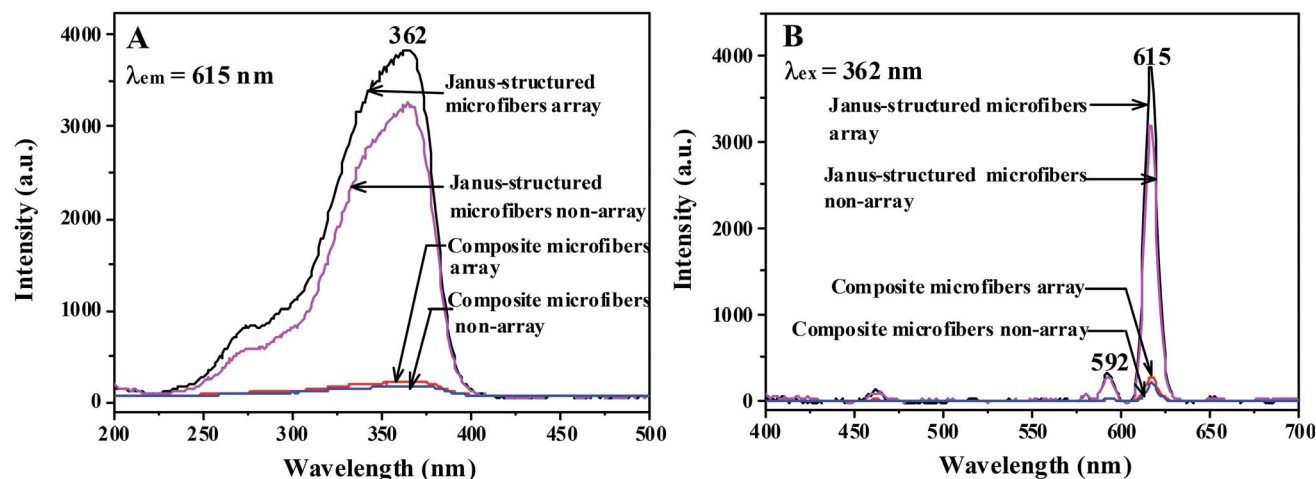 A
λem = 615 nm
362
Janus-structured
microfibers array
Janus-structured
microfibers non-array
Composite microfibers
array
Composite microfibers
non-array
Intensity (a.u.)
4000
3000
2000
1000
0
200 250 300 350 400 450 500
Wavelength (nm)
B
λex = 362 nm
615
Janus-structured microfibers
array
Janus-structured microfibers
non-array
Composite microfibers array
Composite microfibers non-array
592
Intensity (a.u.)
4000
3000
2000
1000
0
400 450 500 550 600 650 700
Wavelength (nm)